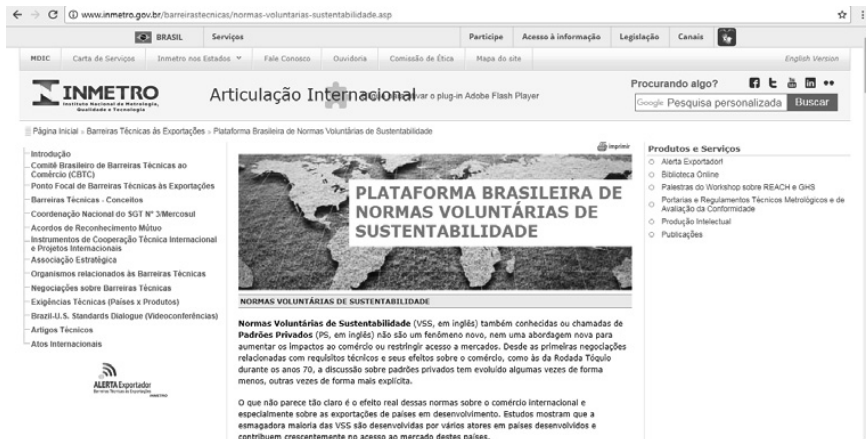 www.inmetro.gov.br/barreirastecnicas/normas-voluntarias-sustentabilidade.asp
BRASIL Serviços Participe Acesso à informação Legislação Canais
MDIC Carta de Serviços Inmetro nos Estados Fale Conosco Ouvidoria Comissão de Ética Mapa do site English Version
INMETRO
Instituto Nacional de Metrologia,
Qualidade e Tecnologia
Articulação Internacional
var o plug-in Adobe Flash Player
Procurando algo?
Google Pesquisa personalizada Buscar
Página Inicial > Barreiras Técnicas às Exportações > Plataforma Brasileira de Normas Voluntárias de Sustentabilidade
Introdução
Comitê Brasileiro de Barreiras Técnicas ao
Comércio (CBTC)
Ponto Focal de Barreiras Técnicas às Exportações
Barreiras Técnicas - Conceitos
Coordenação Nacional do SGT N° 3/Mercosul
Acordos de Reconhecimento Mútuo
Instrumentos de Cooperação Técnica Internacional
e Projetos Internacionais
Associação Estratégica
Organismos relacionados às Barreiras Técnicas
Negociações sobre Barreiras Técnicas
Exigências Técnicas (Países x Produtos)
Brazil-U.S. Standards Dialogue (Videoconferências)
Artigos Técnicos
Atos Internacionais
ALERTA Exportador
Barreiras Técnicas às Exportações
INMETRO
imprimir
PLATAFORMA BRASILEIRA DE
NORMAS VOLUNTÁRIAS DE
SUSTENTABILIDADE
NORMAS VOLUNTÁRIAS DE SUSTENTABILIDADE
Normas Voluntárias de Sustentabilidade (VSS, em inglês) também conhecidas ou chamadas de
Padrões Privados (PS, em inglês) não são um fenômeno novo, nem uma abordagem nova para
aumentar os impactos ao comércio ou restringir acesso a mercados. Desde as primeiras negociações
relacionadas com requisitos técnicos e seus efeitos sobre o comércio, como às da Rodada Tóquio
durante os anos 70, a discussão sobre padrões privados tem evoluído algumas vezes de forma
menos, outras vezes de forma mais explícita.
O que não parece tão claro é o efeito real dessas normas sobre o comércio internacional e
especialmente sobre as exportações de países em desenvolvimento. Estudos mostram que a
esmagadora maioria das VSS são desenvolvidas por vários atores em países desenvolvidos e
contribuem crescentemente no acesso ao mercado destes países.
Produtos e Serviços
Alerta Exportador!
Biblioteca Online
Palestras do Workshop sobre REACH e GHS
Portarias e Regulamentos Técnicos Metrológicos e de
Avaliação da Conformidade
Produção Intelectual
Publicações